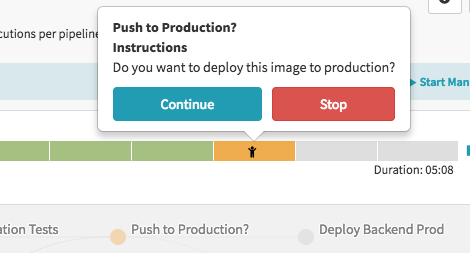 Push to Production?
Instructions
cutions per pipeline
Do you want to deploy this image to production?
Start Man
Continue
Stop
Duration: 05:08
ation Tests
Push to Production?
Deploy Backend Prod